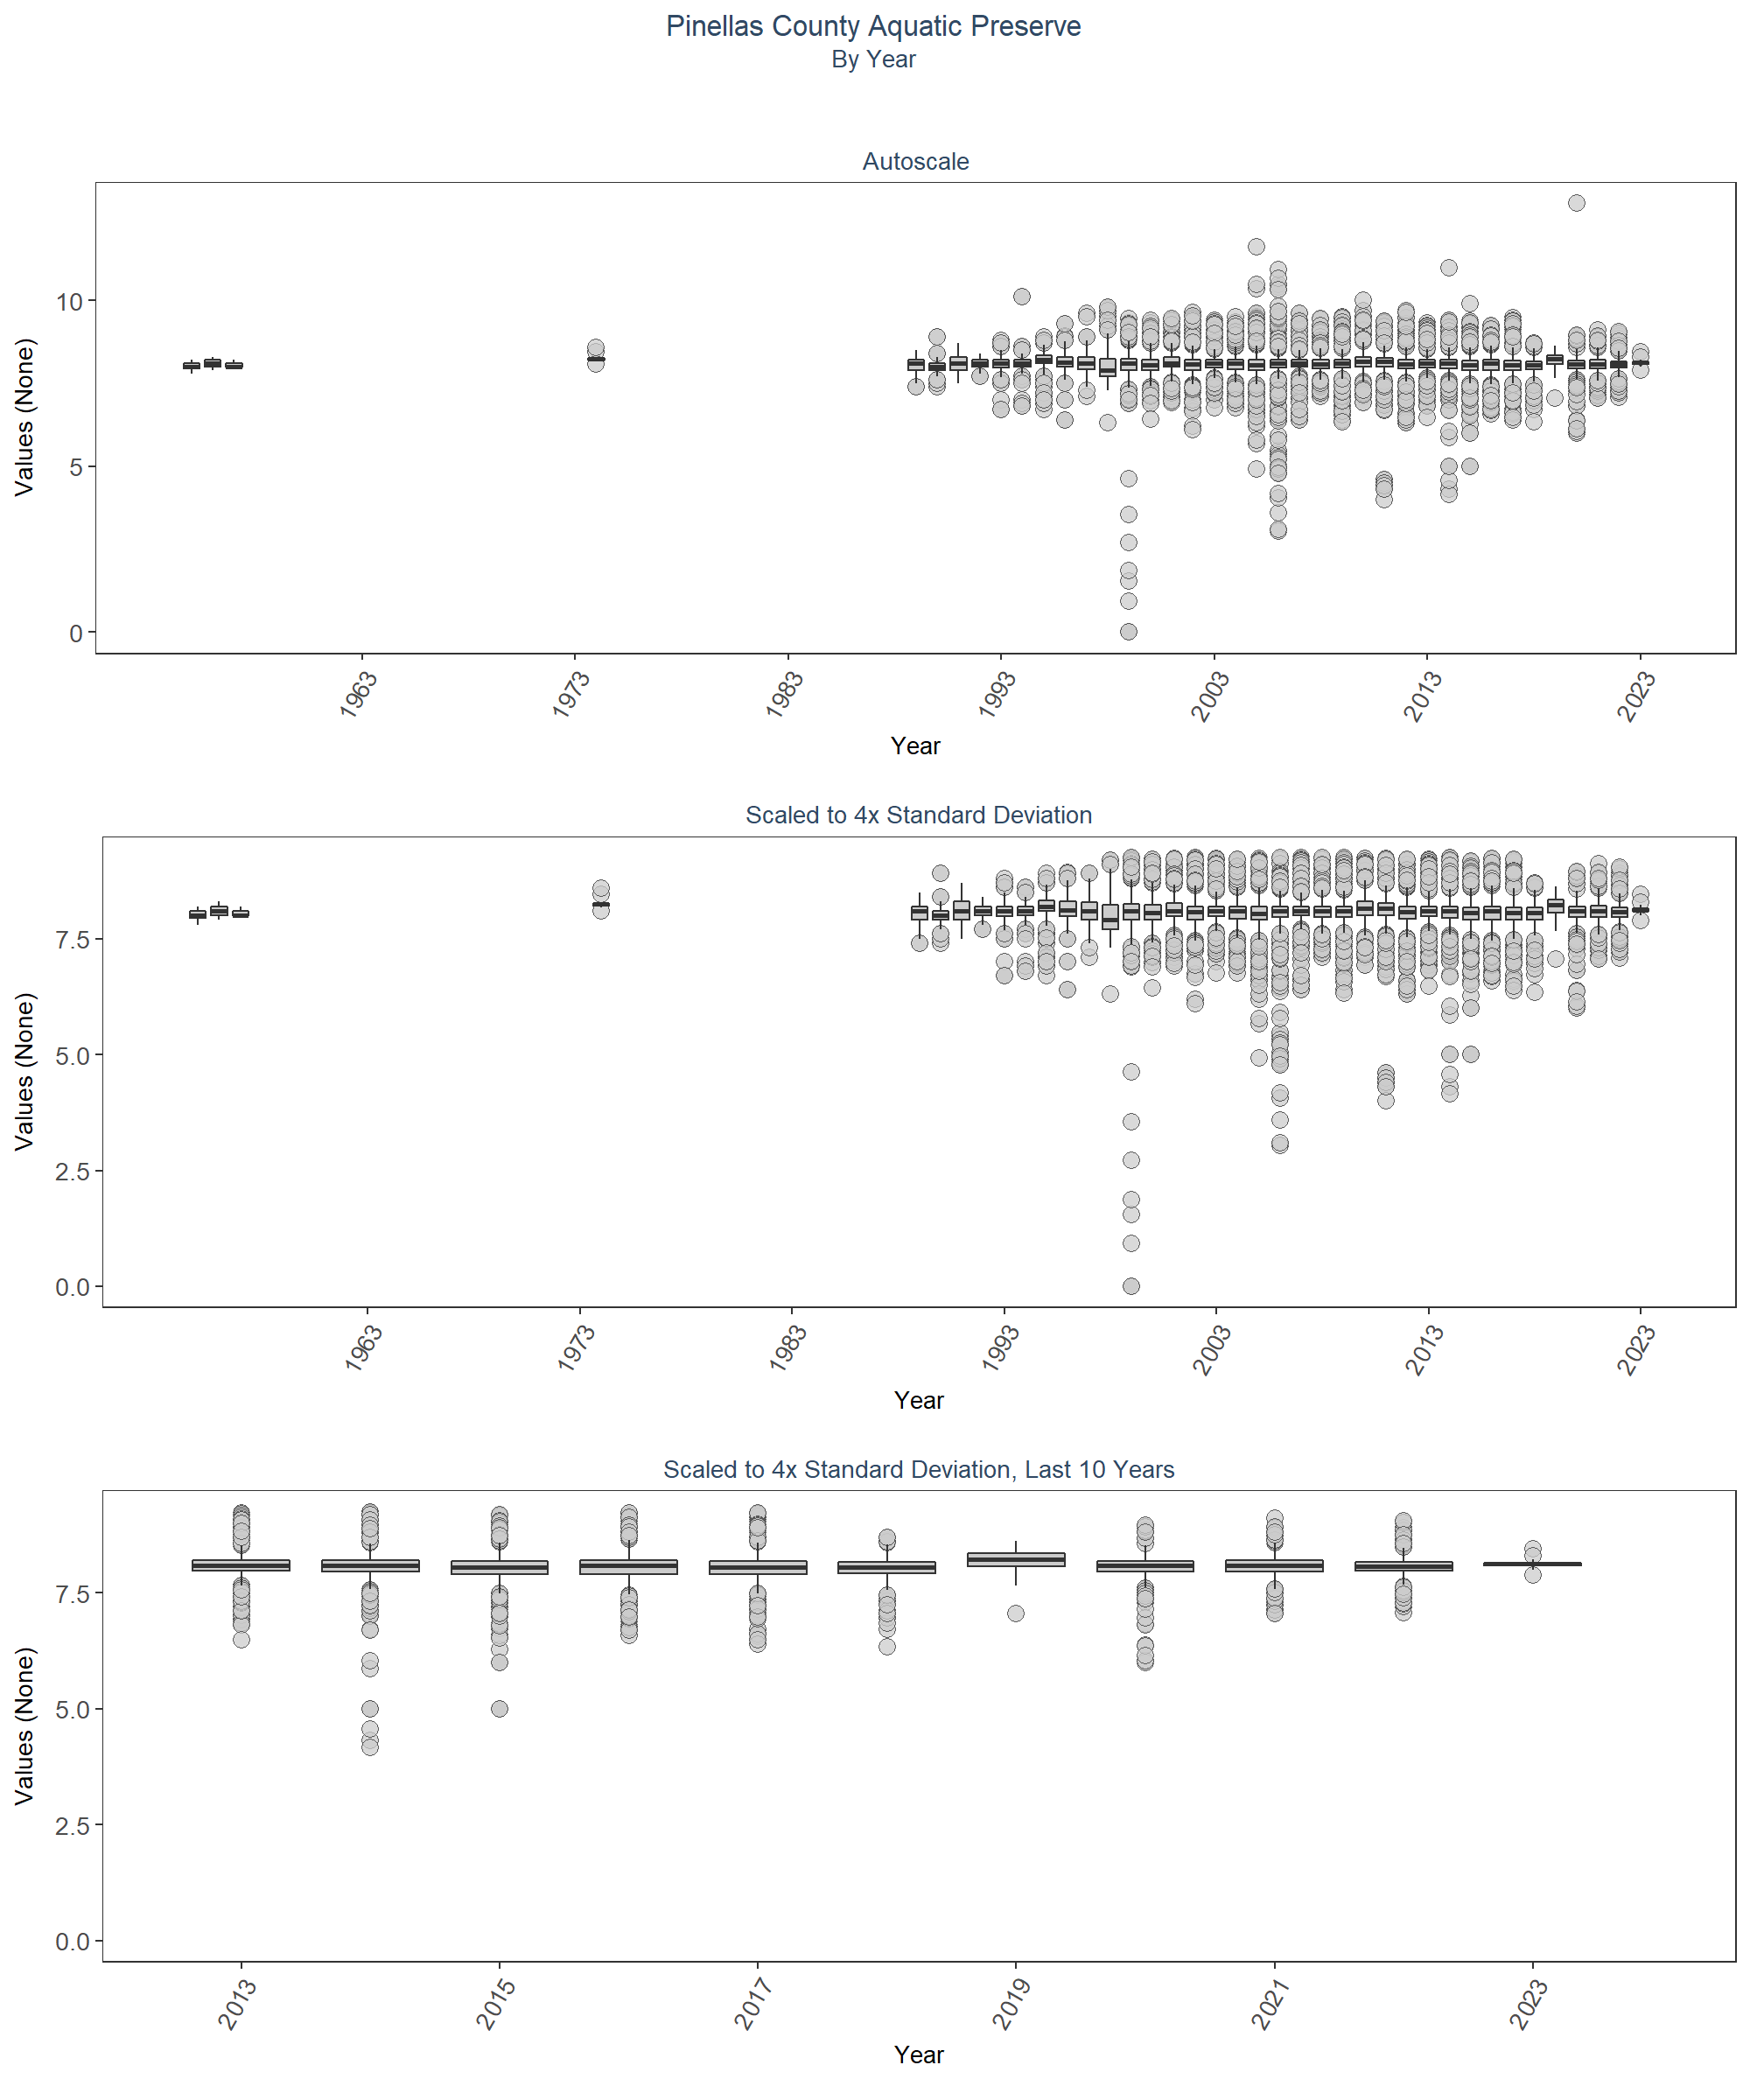 Pinellas County Aquatic Preserve
By Year
Autoscale
Values (None)
10
5
0
1963 1973 1983 1993 2003 2013 2023
Year
Scaled to 4x Standard Deviation
Values (None)
7.5
5.0
2.5
0.0
1963 1973 1983 1993 2003 2013 2023
Year
Scaled to 4x Standard Deviation, Last 10 Years
Values (None)
7.5
5.0
2.5
0.0
2013 2015 2017 2019 2021 2023
Year